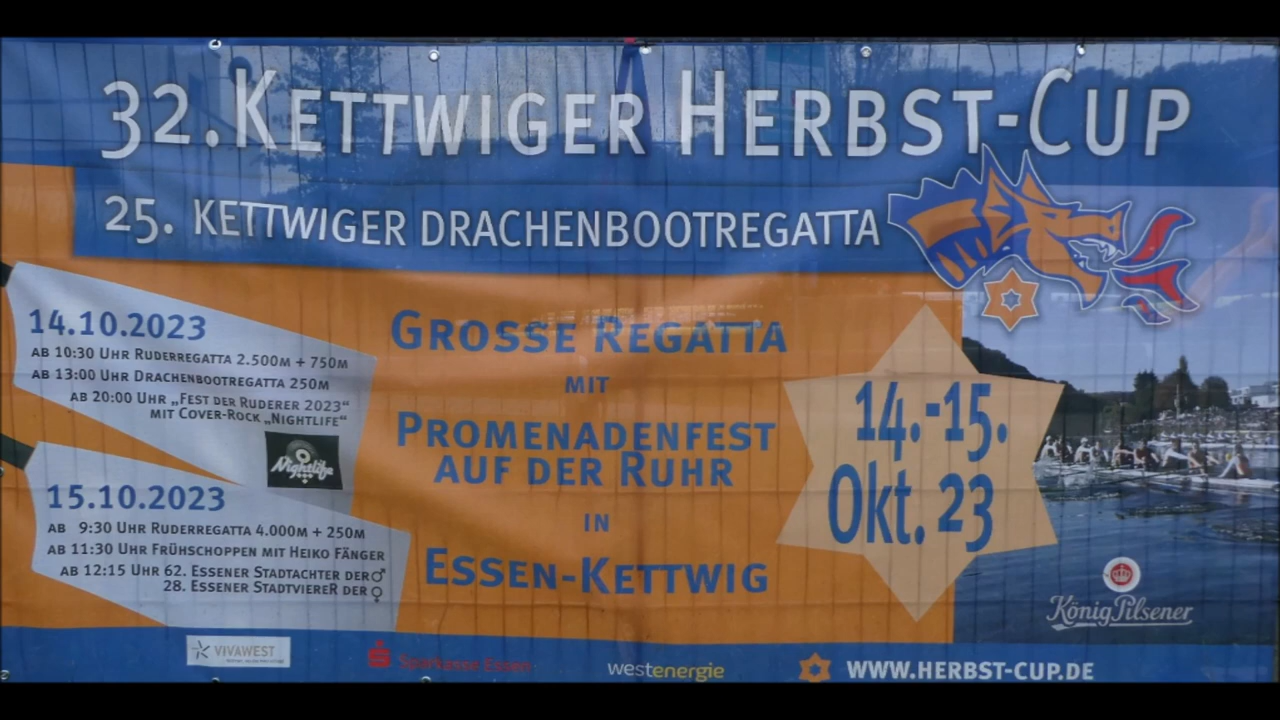 32. KETTWIGER HERBST-CUP
25. KETTWIGER DRACHENBOOTREGATTA
14.10.2023
AB 10:30 UHR RUDERREGATTA 2.500M + 750M
AB 13:00 UHR DRACHENBOOTREGATTA 250M
AB 20:00 UHR „FEST DER RUDERER 2023“
MIT COVER-ROCK „NIGHTLIFE“
Nightlife
15.10.2023
AB 9:30 UHR RUDERREGATTA 4.000M + 250M
AB 11:30 UHR FRÜHSCHOPPEN MIT HEIKO FÄNGER
AB 12:15 UHR 62. ESSENER STADTACHTER DER♂
28. ESSENER STADTVIERER DER♀
GROSSE REGATTA
MIT
PROMENADENFEST
AUF DER RUHR
IN
ESSEN-KETTWIG
14.-15.
Okt. 23
König Pilsener
VIVAWEST
Sparkasse Essen
westenergie
WWW.HERBST-CUP.DE